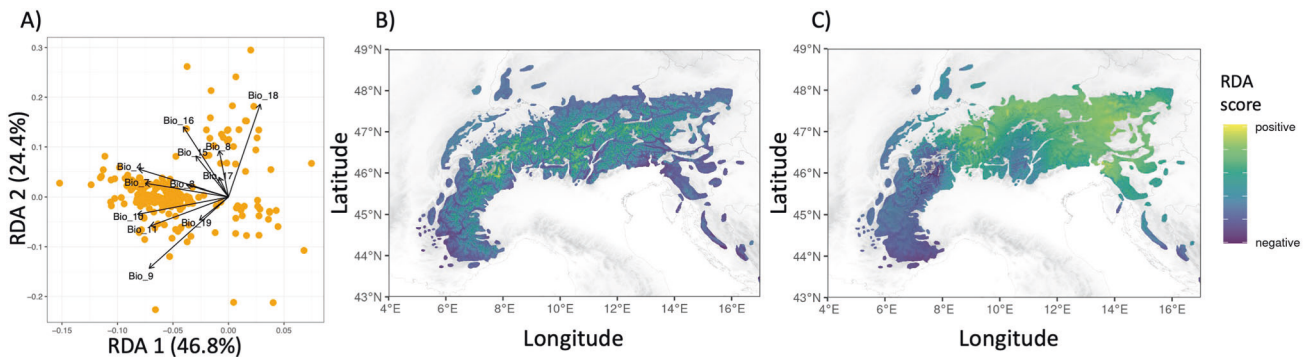 A)
0.3
0.2
0.1
0.0
−0.1
−0.2
−0.15
−0.10
−0.05
0.00
0.05
RDA 2 (24.4%)
RDA 1 (46.8%)
Bio_18
Bio_16
Bio_8
Bio_15
Bio_4
Bio_17
Bio_7
Bio_19
Bio_11
Bio_9
B)
49°N
48°N
47°N
46°N
45°N
44°N
43°N
4°E
6°E
8°E
10°E
12°E
14°E
16°E
Latitude
Longitude
C)
49°N
48°N
47°N
46°N
45°N
44°N
43°N
4°E
6°E
8°E
10°E
12°E
14°E
16°E
Latitude
Longitude
RDA
score
positive
negative